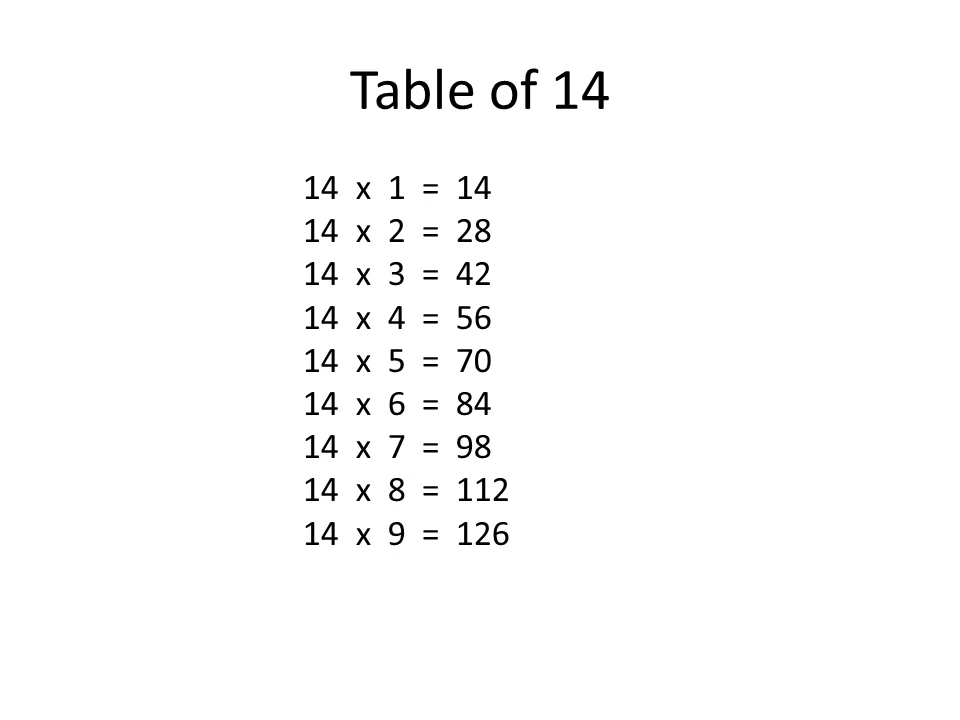 Table of 14
14 x 1 = 14
14 x 2 = 28
14 x 3 = 42
14 x 4 = 56
14 x 5 = 70
14 x 6 = 84
14 x 7 = 98
14 x 8 = 112
14 x 9 = 126